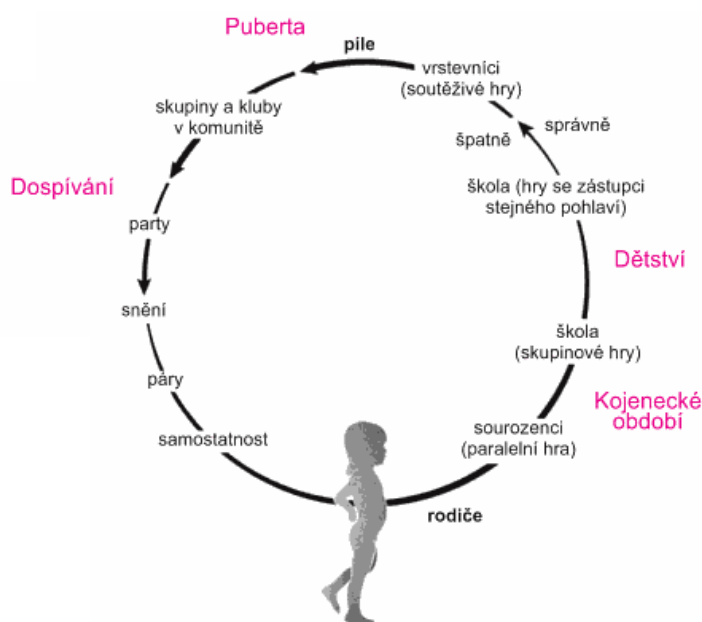 Puberta
pile
vrstevníci
(soutěživé hry)
skupiny a kluby
v komunitě
správně
špatně
Dospívání
škola (hry se zástupci
stejného pohlaví)
party
Dětství
snění
škola
(skupinové hry)
páry
Kojenecké
období
sourozenci
(paralelní hra)
samostatnost
rodiče